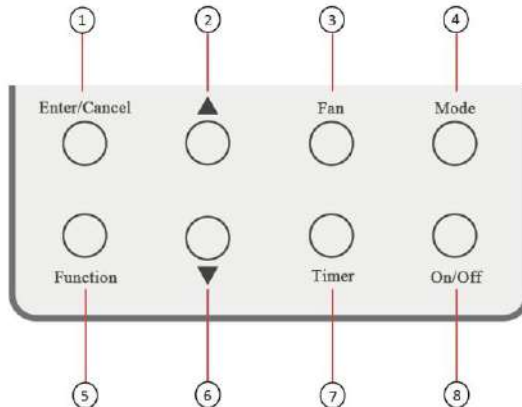 ① ② ③ ④
Enter/Cancel ▲ Fan Mode
Function ▼ Timer On/Off
⑤ ⑥ ⑦ ⑧